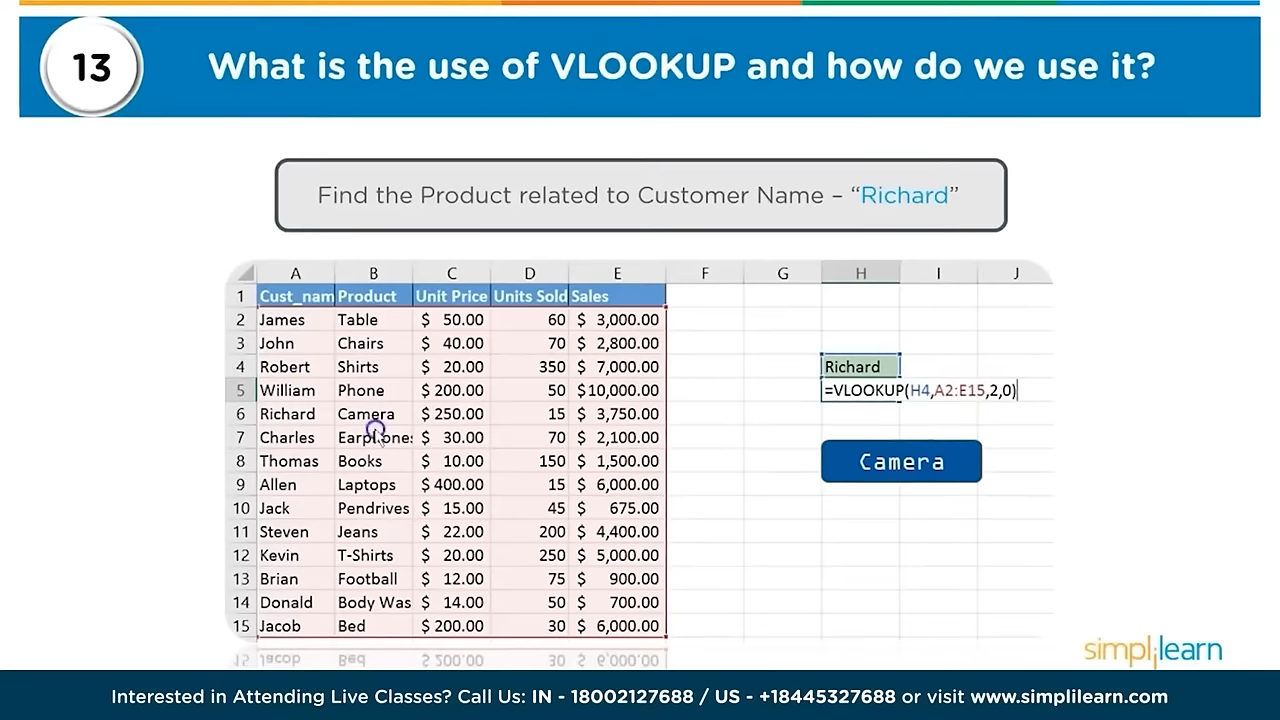 13
What is the use of VLOOKUP and how do we use it?
Find the Product related to Customer Name – “Richard”
A B C D E F G H I J
1 Cust_nam Product Unit Price Units Sold Sales
2 James Table $ 50.00 60 $ 3,000.00
3 John Chairs $ 40.00 70 $ 2,800.00
4 Robert Shirts $ 20.00 350 $ 7,000.00 Richard
5 William Phone $ 200.00 50 $10,000.00 =VLOOKUP(H4,A2:E15,2,0)
6 Richard Camera $ 250.00 15 $ 3,750.00
7 Charles Earphones $ 30.00 70 $ 2,100.00
8 Thomas Books $ 10.00 150 $ 1,500.00 Camera
9 Allen Laptops $ 400.00 15 $ 6,000.00
10 Jack Pendrives $ 15.00 45 $ 675.00
11 Steven Jeans $ 22.00 200 $ 4,400.00
12 Kevin T-Shirts $ 20.00 250 $ 5,000.00
13 Brian Football $ 12.00 75 $ 900.00
14 Donald Body Was $ 14.00 50 $ 700.00
15 Jacob Bed $ 200.00 30 $ 6,000.00
simplilearn
Interested in Attending Live Classes? Call Us: IN - 18002127688 / US - +18445327688 or visit www.simplilearn.com